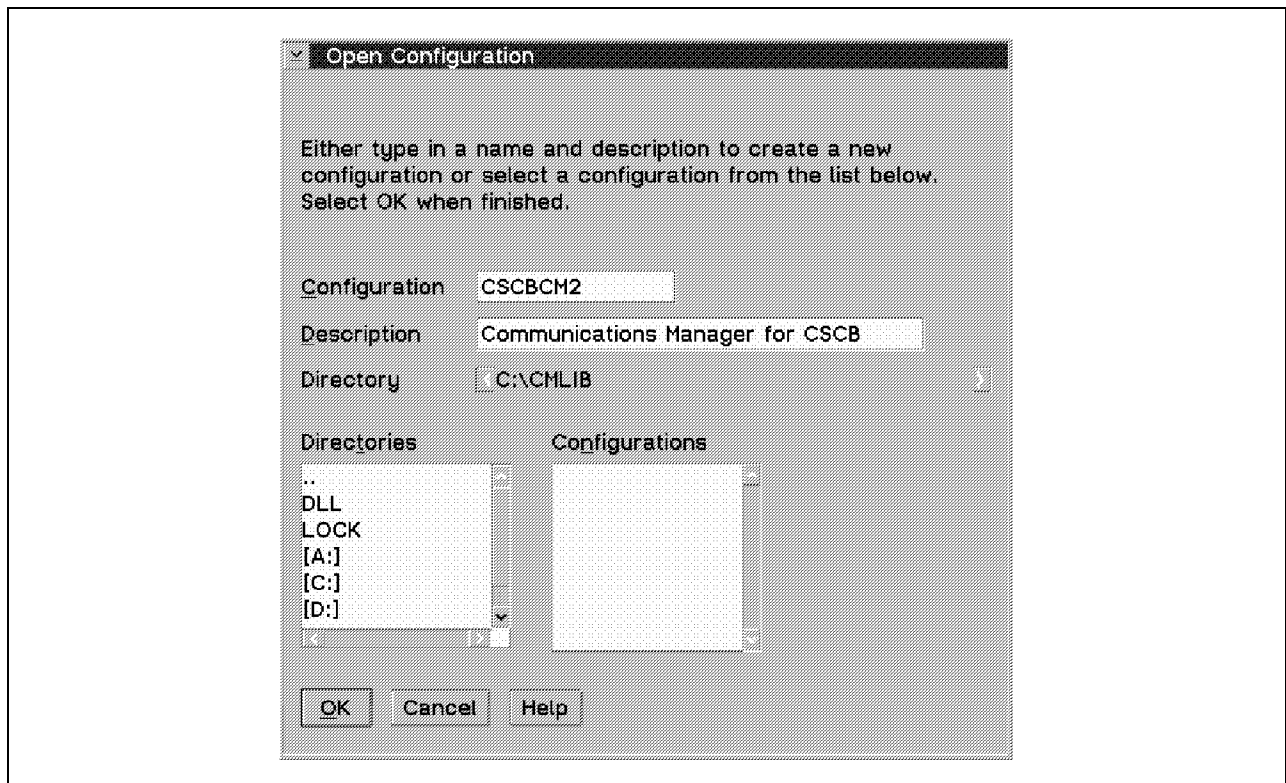 Open Configuration
Either type in a name and description to create a new
configuration or select a configuration from the list below.
Select OK when finished.
Configuration CSCBCM2
Description Communications Manager for CSCB
Directory C:\CMLIB
Directories Configurations
..
DLL
LOCK
[A:]
[C:]
[D:]
OK Cancel Help